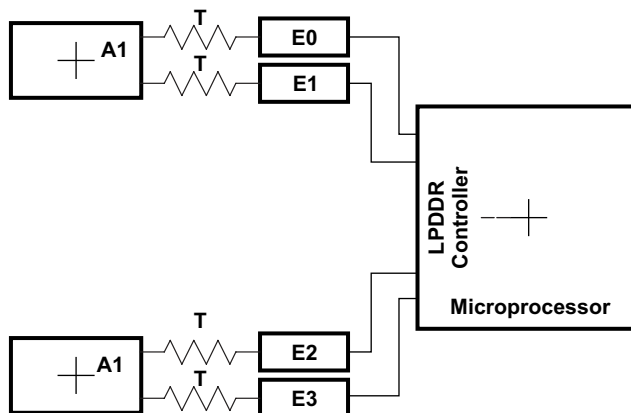 T
A1
E0
T
E1
LPDDR
Controller
Microprocessor
T
A1
E2
T
E3